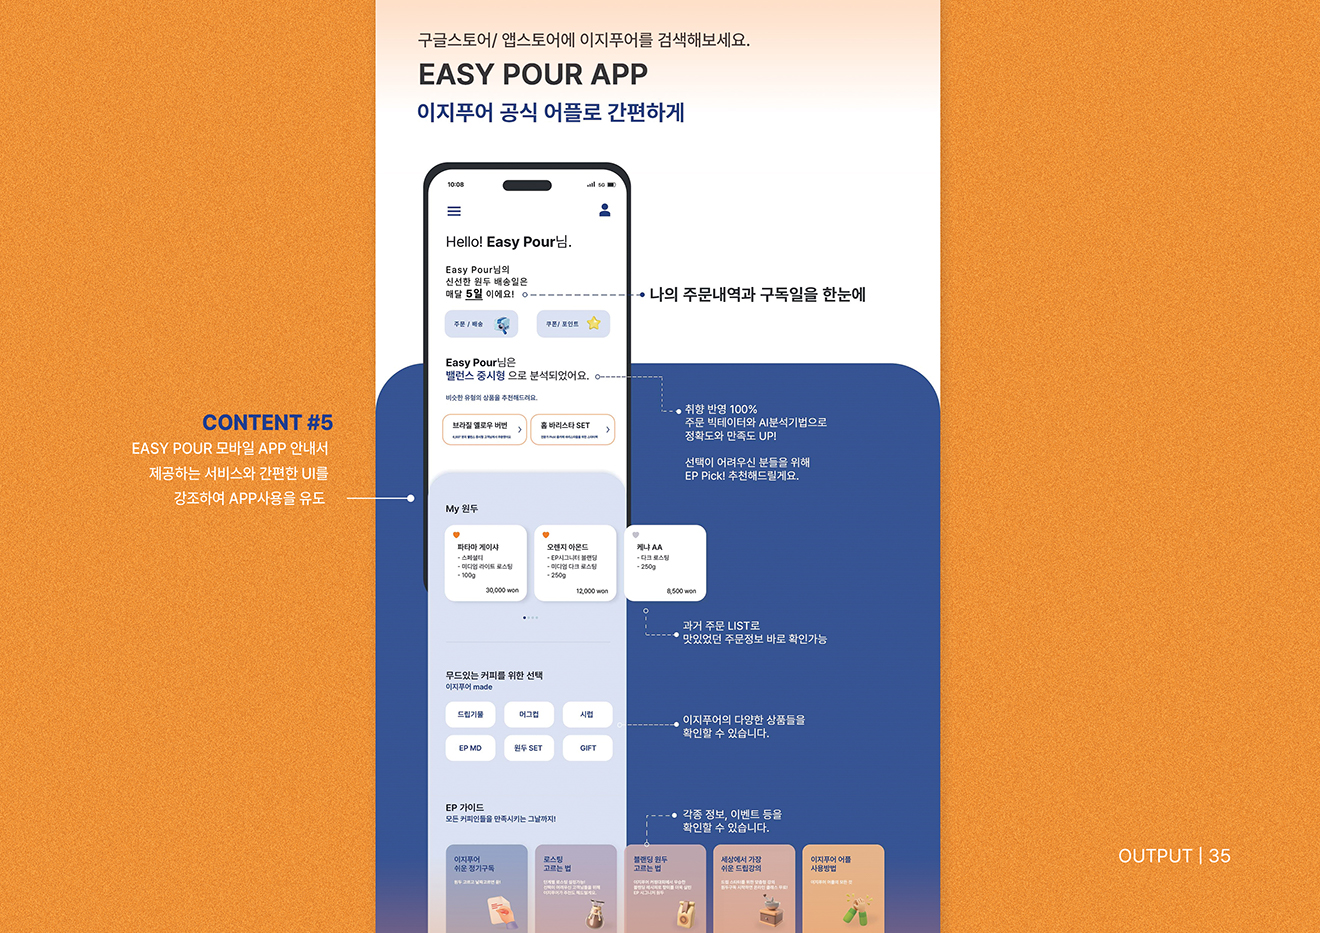 구글스토어/ 앱스토어에 이지푸어를 검색해보세요.
EASY POUR APP
이지푸어 공식 어플로 간편하게
10:08
5G
Hello! Easy Pour님.
Easy Pour님의
신선한 원두 배송일은
매달 5일 이에요!
나의 주문내역과 구독일을 한눈에
주문 / 배송
쿠폰/ 포인트
Easy Pour님은
밸런스 중시형 으로 분석되었어요.
비슷한 유형의 상품을 추천해드려요.
취향 반영 100%
주문 빅테이터와 AI분석기법으로
정확도와 만족도 UP!
선택이 어려우신 분들을 위해
EP Pick! 추천해드릴게요.
브라질 옐로우 버번
홈 바리스타 SET
CONTENT #5
EASY POUR 모바일 APP 안내서
제공하는 서비스와 간편한 UI를
강조하여 APP사용을 유도
My 원두
파타마 게이샤
- 스페셜티
- 미디엄 라이트 로스팅
- 100g
30,000 won
오렌지 아몬드
- EP시그니터 블렌딩
- 미디엄 다크 로스팅
- 250g
12,000 won
케냐 AA
- 다크 로스팅
- 250g
8,500 won
과거 주문 LIST로
맛있었던 주문정보 바로 확인가능
무드있는 커피를 위한 선택
이지푸어 made
드립기물
머그컵
시럽
EP MD
원두 SET
GIFT
이지푸어의 다양한 상품들을
확인할 수 있습니다.
EP 가이드
모든 커피인들을 만족시키는 그날까지!
각종 정보, 이벤트 등을
확인할 수 있습니다.
이지푸어
쉬운 정기구독
로스팅
고르는 법
블렌딩 원두
고르는 법
세상에서 가장
쉬운 드립강의
이지푸어 어플
사용방법
OUTPUT | 35